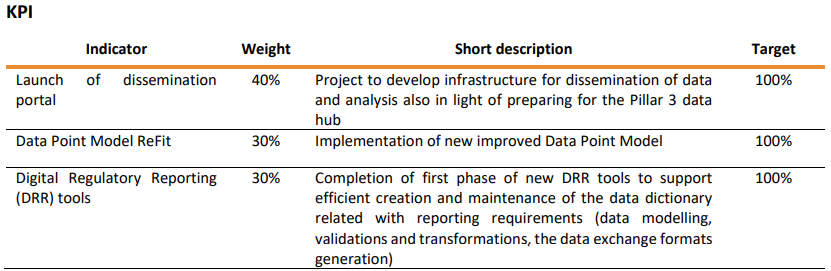 KPI
Indicator Weight Short description Target
Launch of dissemination 40% Project to develop infrastructure for dissemination of data 100%
portal and analysis also in light of preparing for the Pillar 3 data
hub
Data Point Model ReFit 30% Implementation of new improved Data Point Model 100%
Digital Regulatory Reporting 30% Completion of first phase of new DRR tools to support 100%
(DRR) tools efficient creation and maintenance of the data dictionary
related with reporting requirements (data modelling,
validations and transformations, the data exchange formats
generation)